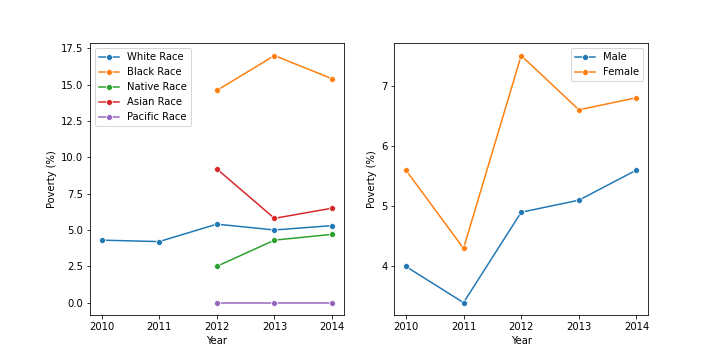 17.5
15.0
12.5
10.0
7.5
5.0
2.5
0.0
Poverty (%)
White Race
Black Race
Native Race
Asian Race
Pacific Race
2010 2011 2012 2013 2014
Year
7
6
5
4
Poverty (%)
Male
Female
2010 2011 2012 2013 2014
Year